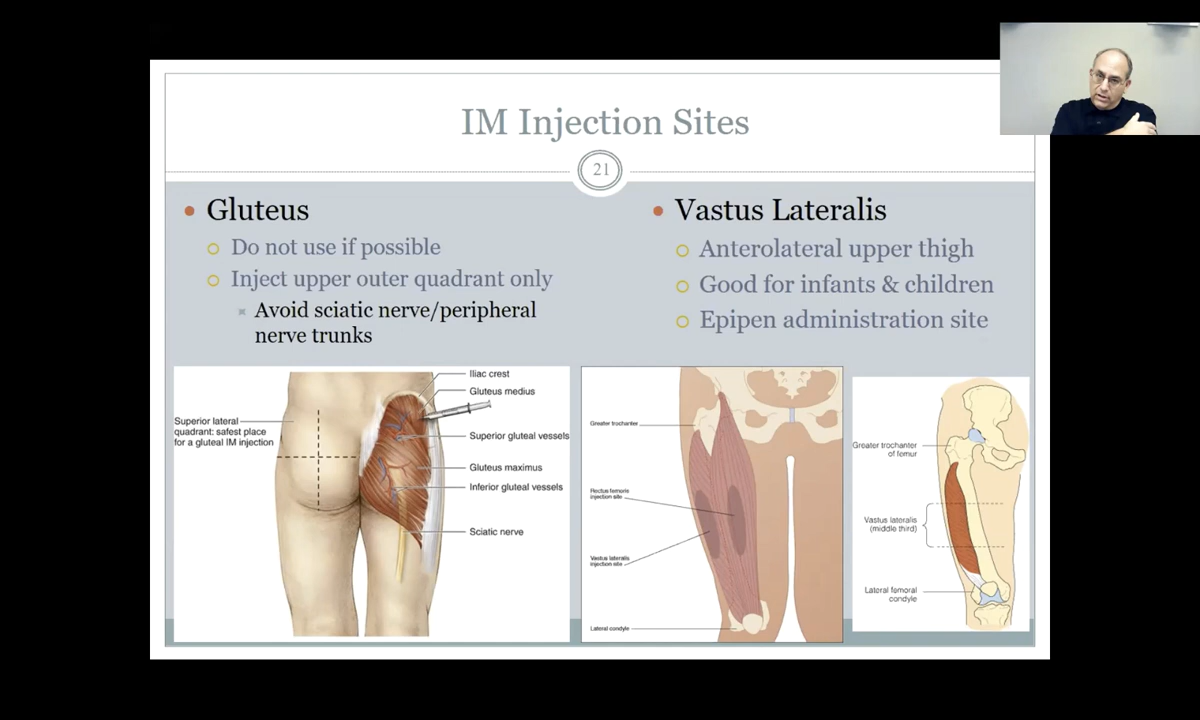 IM Injection Sites
21
Gluteus
Do not use if possible
Inject upper outer quadrant only
Avoid sciatic nerve/peripheral
nerve trunks
Vastus Lateralis
Anterolateral upper thigh
Good for infants & children
Epipen administration site
Superior lateral
quadrant: safest place
for a gluteal IM injection
Iliac crest
Gluteus medius
Superior gluteal vessels
Gluteus maximus
Inferior gluteal vessels
Sciatic nerve
Greater trochanter
Rectus femoris
injection site
Vastus lateralis
injection site
Lateral condyle
Greater trochanter
of femur
Vastus lateralis
(middle third)
Lateral femoral
condyle